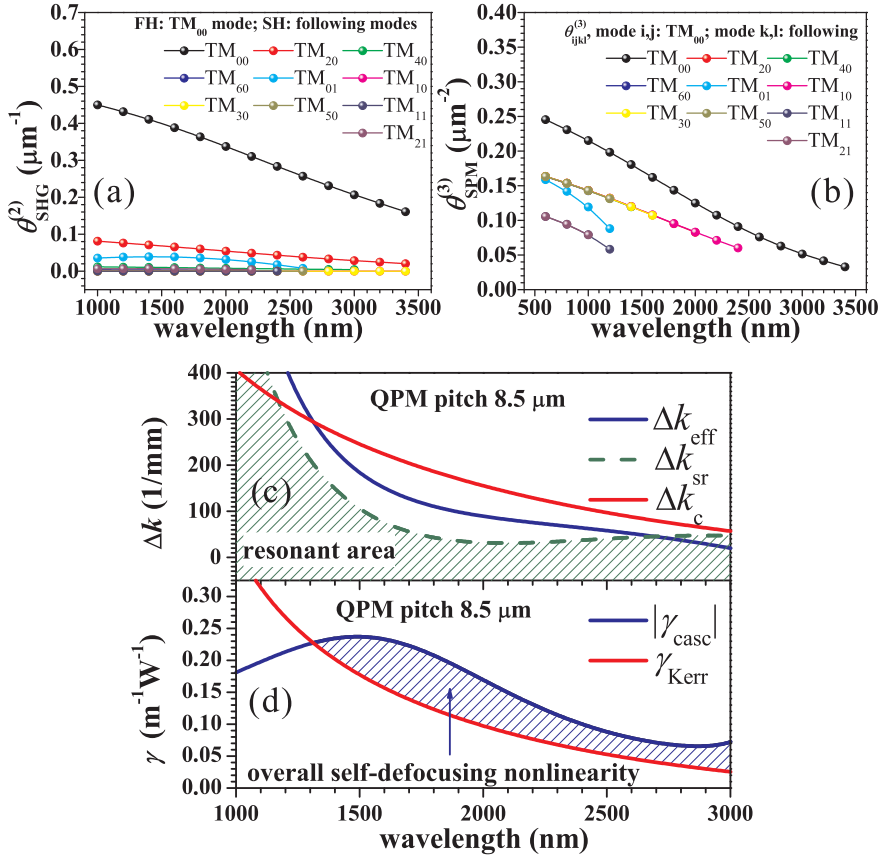 FH: TM₀₀ mode; SH: following modes
TM₀₀ TM₂₀ TM₄₀
TM₆₀ TM₀₁ TM₁₀
TM₃₀ TM₅₀ TM₁₁
TM₂₁
0.7
0.6
0.5
0.4
0.3
0.2
0.1
0.0
θ⁽²⁾SHG (μm⁻¹)
(a)
1000 1500 2000 2500 3000 3500
wavelength (nm)
θ⁽³⁾ijkl, mode i,j: TM₀₀; mode k,l: following
TM₀₀ TM₂₀ TM₄₀
TM₆₀ TM₀₁ TM₁₀
TM₃₀ TM₅₀ TM₁₁
TM₂₁
0.40
0.35
0.30
0.25
0.20
0.15
0.10
0.05
0.00
θ⁽³⁾SPM (μm⁻²)
(b)
500 1000 1500 2000 2500 3000 3500
wavelength (nm)
QPM pitch 8.5 μm
Δk_eff
Δk_sr
Δk_c
400
300
200
100
0
Δk (1/mm)
(c)
resonant area
QPM pitch 8.5 μm
|γ_casc|
γ_Kerr
0.30
0.25
0.20
0.15
0.10
0.05
0.00
γ (m⁻¹W⁻¹)
(d)
overall self-defocusing nonlinearity
1000 1500 2000 2500 3000
wavelength (nm)